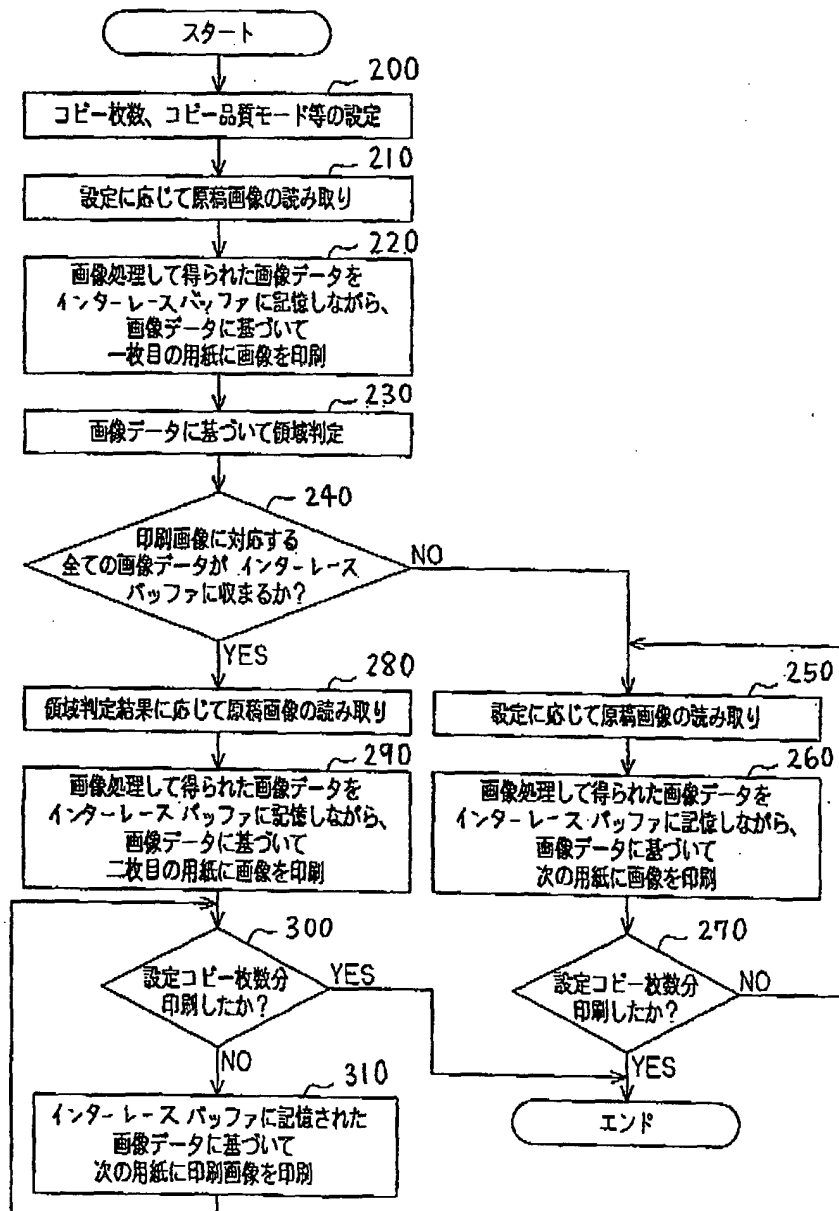 スタート
200
コピー枚数、コピー品質モード等の設定
210
設定に応じて原稿画像の読み取り
220
画像処理して得られた画像データを
インターレースバッファに記憶しながら、
画像データに基づいて
一枚目の用紙に画像を印刷
230
画像データに基づいて領域判定
240
印刷画像に対応する
全ての画像データがインターレース
バッファに収まるか？
NO
YES
280
領域判定結果に応じて原稿画像の読み取り
290
画像処理して得られた画像データを
インターレースバッファに記憶しながら、
画像データに基づいて
二枚目の用紙に画像を印刷
300
設定コピー枚数分
印刷したか？
YES
NO
310
インターレースバッファに記憶された
画像データに基づいて
次の用紙に印刷画像を印刷
250
設定に応じて原稿画像の読み取り
260
画像処理して得られた画像データを
インターレースバッファに記憶しながら、
画像データに基づいて
次の用紙に画像を印刷
270
設定コピー枚数分
印刷したか？
NO
YES
エンド